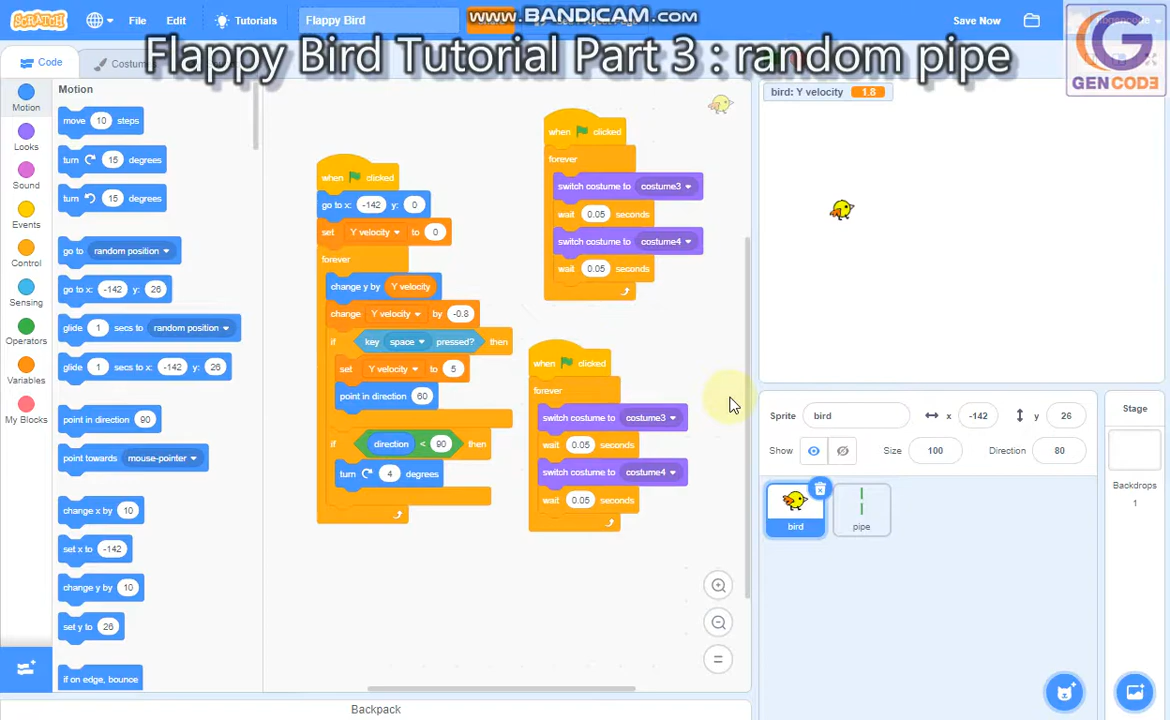 SCRATCH
File
Edit
Tutorials
Flappy Bird
www.BANDICAM.com
Save Now
Flappy Bird Tutorial Part 3 : random pipe
GENCODE
Code
Motion
Looks
Sound
Events
Control
Sensing
Operators
Variables
My Blocks
Motion
move 10 steps
turn 15 degrees
turn 15 degrees
go to random position
go to x: -142 y: 26
glide 1 secs to random position
glide 1 secs to x: -142 y: 26
point in direction 90
point towards mouse-pointer
change x by 10
set x to -142
change y by 10
set y to 26
if on edge, bounce
when clicked
go to x: -142 y: 0
set Y velocity to 0
forever
change y by Y velocity
change Y velocity by -0.8
if key space pressed? then
set Y velocity to 5
point in direction 60
if direction < 90 then
turn 4 degrees
when clicked
forever
switch costume to costume3
wait 0.05 seconds
switch costume to costume4
wait 0.05 seconds
when clicked
forever
switch costume to costume3
wait 0.05 seconds
switch costume to costume4
wait 0.05 seconds
Backpack
bird: Y velocity 1.8
Sprite bird x -142 y 26
Show Size 100 Direction 80
bird
pipe
Stage
Backdrops
1